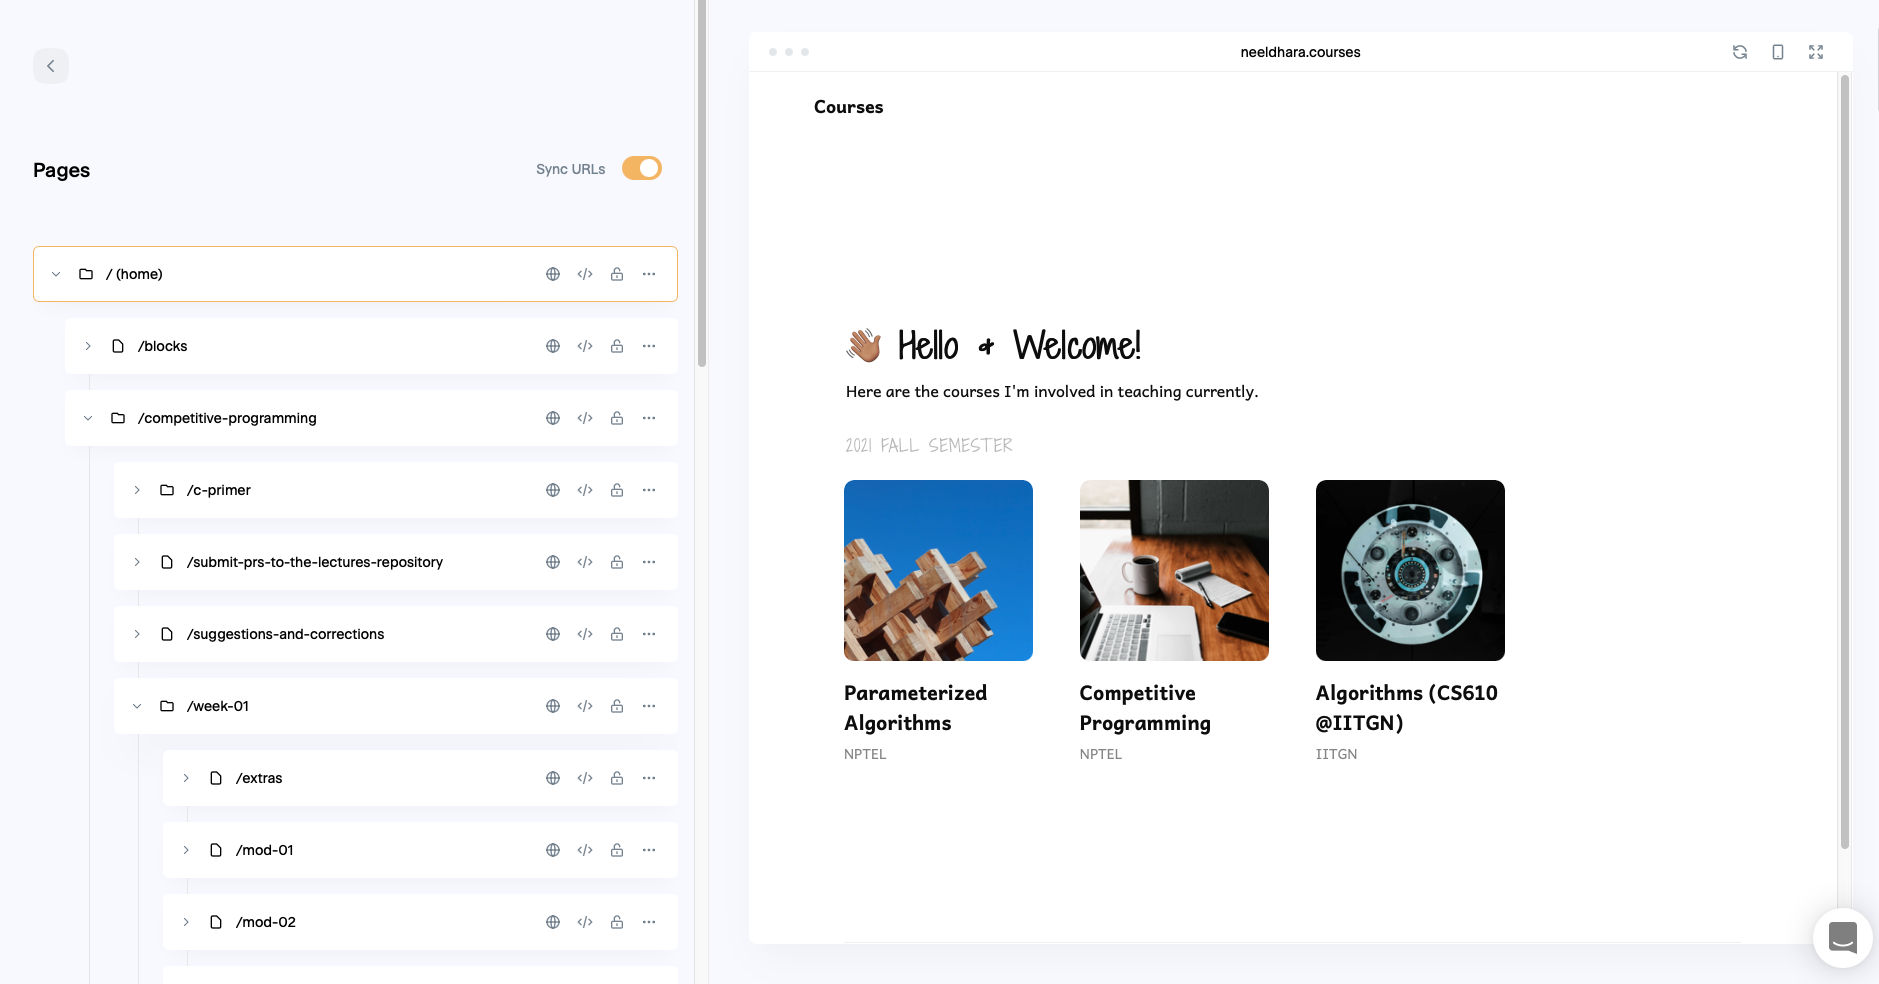 Pages
Sync URLs
/ (home)
/blocks
/competitive-programming
/c-primer
/submit-prs-to-the-lectures-repository
/suggestions-and-corrections
/week-01
/extras
/mod-01
/mod-02
neeldhara.courses
Courses
👋🏽 Hello & Welcome!
Here are the courses I'm involved in teaching currently.
2021 FALL SEMESTER
Parameterized
Algorithms
NPTEL
Competitive
Programming
NPTEL
Algorithms (CS610
@IITGN)
IITGN